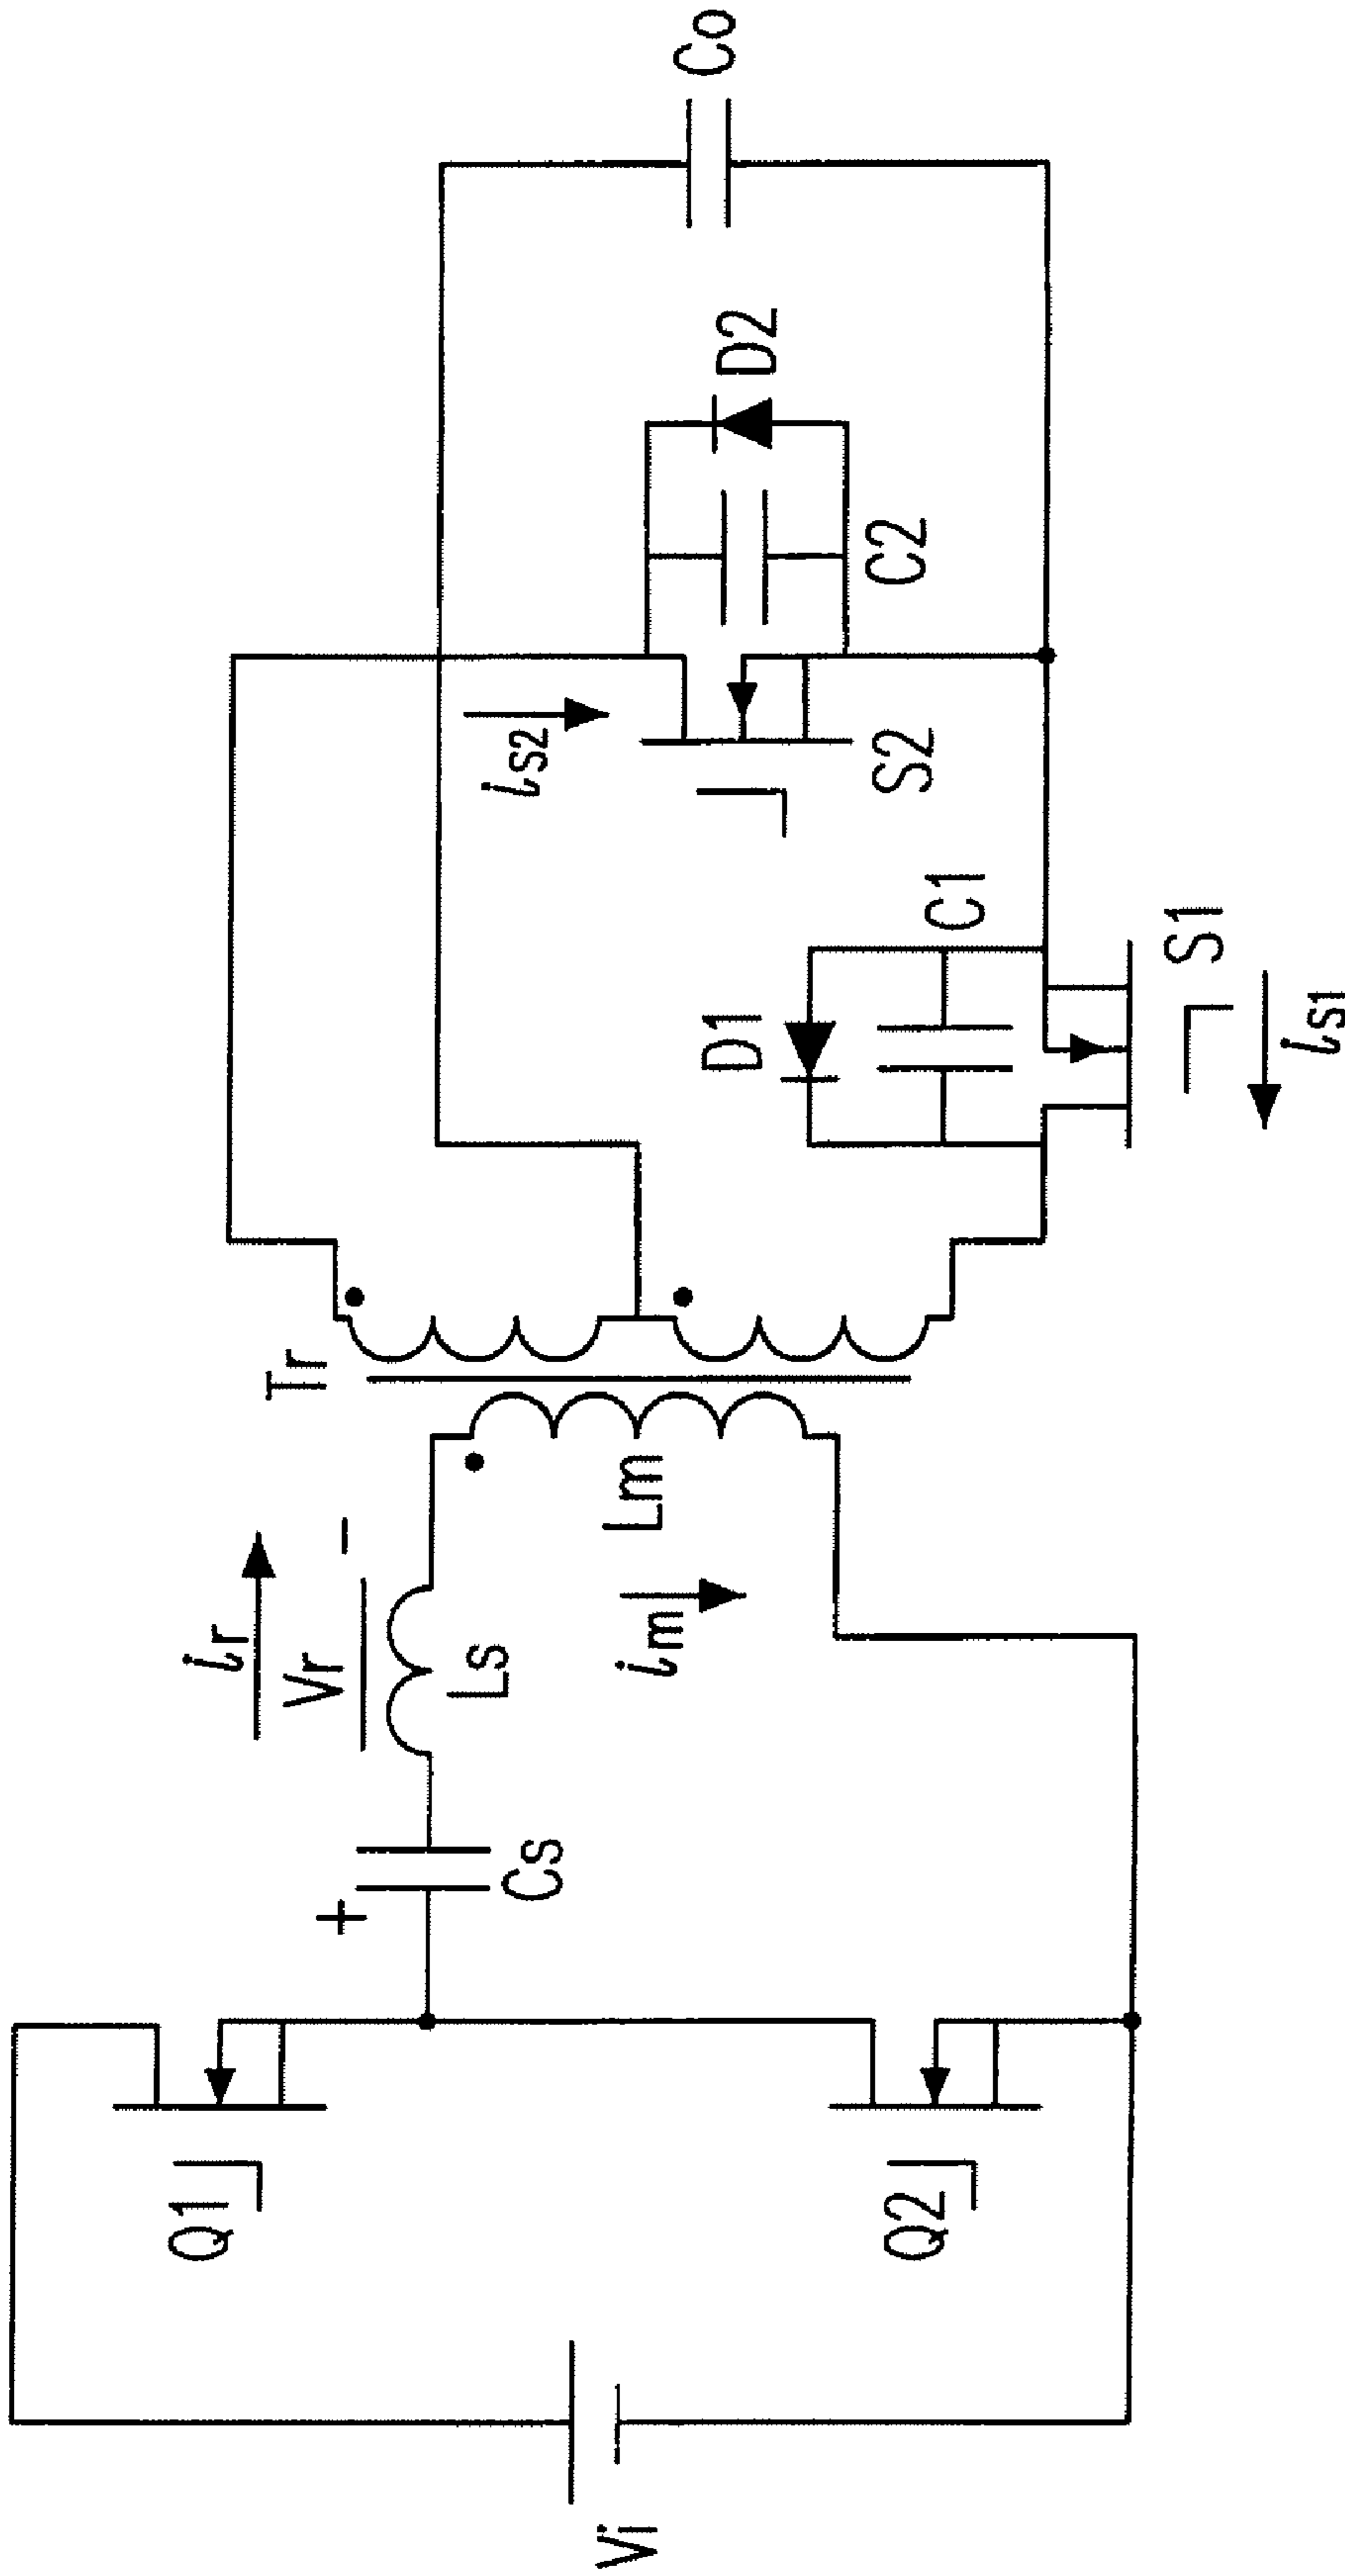 Vi
Q1
Q2
+
Cs
ir
Vr
-
Ls
im
Lm
Tr
D1
C1
S1
is1
is2
S2
C2
D2
Co